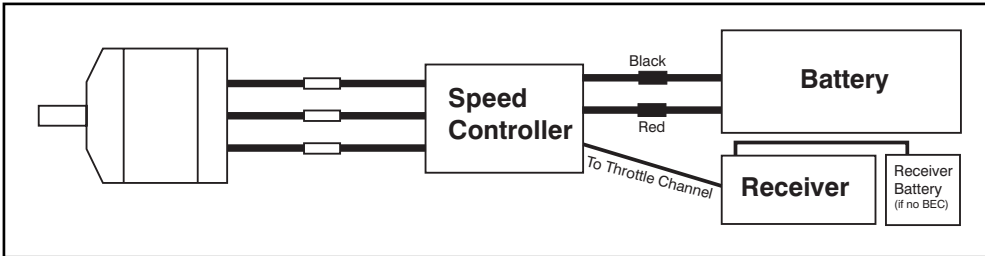 Speed
Controller
Black
Red
To Throttle Channel
Battery
Receiver
Receiver
Battery
(if no BEC)